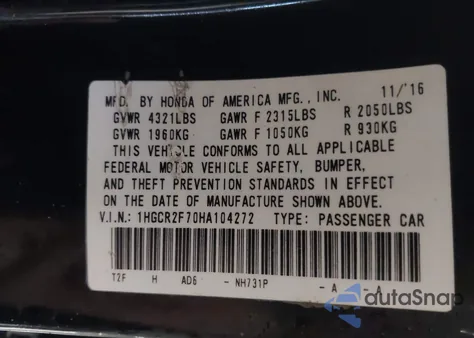 MFD. BY HONDA OF AMERICA MFG., INC. 11/16
GVWR 4321LBS GAWR F 2315LBS R 2050LBS
GVWR 1960KG GAWR F 1050KG R 930KG
THIS VEHICLE CONFORMS TO ALL APPLICABLE
FEDERAL MOTOR VEHICLE SAFETY, BUMPER,
AND THEFT PREVENTION STANDARDS IN EFFECT
ON THE DATE OF MANUFACTURE SHOWN ABOVE.
V.I.N: 1HGCR2F70HA104272 TYPE: PASSENGER CAR
T2F H AD6 - NH731P - A - A
autaSnap